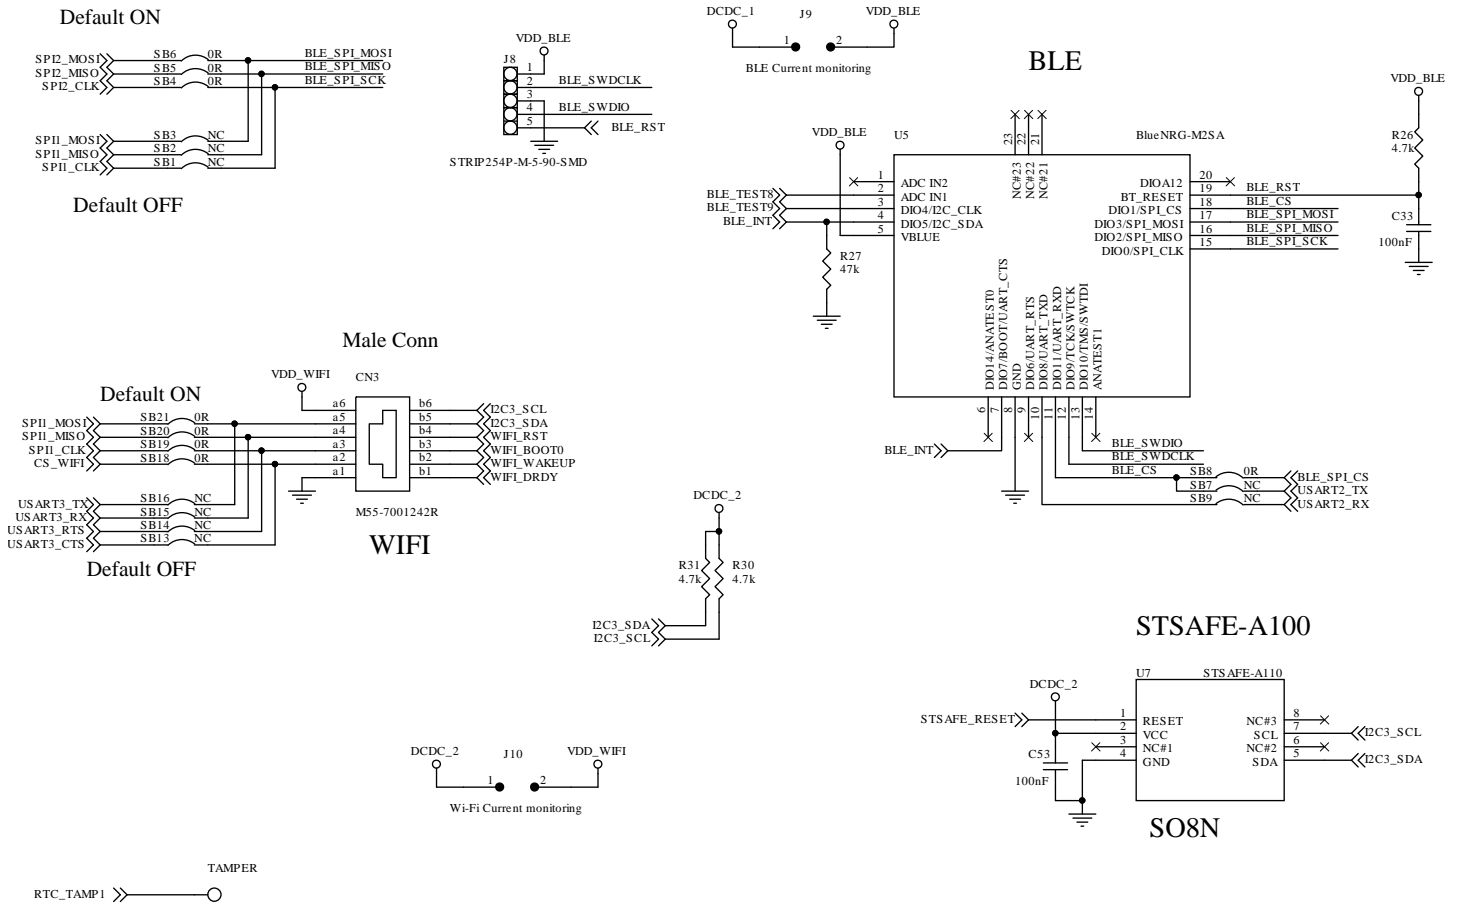 Default ON
SPI2_MOSI SB6 0R BLE_SPI_MOSI
SPI2_MISO SB5 0R BLE_SPI_MISO
SPI2_CLK SB4 0R BLE_SPI_SCK
SPI1_MOSI SB3 NC
SPI1_MISO SB2 NC
SPI1_CLK SB1 NC
Default OFF
VDD_BLE
J8
1
2 BLE_SWDCLK
3
4 BLE_SWDIO
5 BLE_RST
STRIP254P-M-5-90-SMD
DCDC_1 J9 VDD_BLE
1 2
BLE Current monitoring
BLE
VDD_BLE
R26
4.7k
C33
100nF
VDD_BLE
U5 BlueNRG-M2SA
23 22 21
NC#23 NC#22 NC#21
1 ADC IN2
BLE_TEST8 2 ADC IN1
BLE_TEST9 3 DIO4/I2C_CLK
BLE_INT 4 DIO5/I2C_SDA
5 VBLUE
DIOA12 20
BT_RESET 19 BLE_RST
DIO1/SPI_CS 18 BLE_CS
DIO3/SPI_MOSI 17 BLE_SPI_MOSI
DIO2/SPI_MISO 16 BLE_SPI_MISO
DIO0/SPI_CLK 15 BLE_SPI_SCK
R27
47k
DIO14/ANATEST0
DIO7/BOOT/UART_CTS
GND
DIO6/UART_RTS
DIO8/UART_TXD
DIO11/UART_RXD
DIO9/TCK/SWTCK
DIO10/TMS/SWTDI
ANATEST1
6 7 8 9 10 11 12 13 14
BLE_INT
BLE_SWDIO
BLE_SWDCLK
BLE_CS SB8 0R BLE_SPI_CS
SB7 NC USART2_TX
SB9 NC USART2_RX
Male Conn
VDD_WIFI CN3
Default ON
a6 b6 I2C3_SCL
SPI1_MOSI SB21 0R a5 b5 I2C3_SDA
SPI1_MISO SB20 0R a4 b4 WIFI_RST
SPI1_CLK SB19 0R a3 b3 WIFI_BOOT0
CS_WIFI SB18 0R a2 b2 WIFI_WAKEUP
a1 b1 WIFI_DRDY
USART3_TX SB16 NC
USART3_RX SB15 NC
USART3_RTS SB14 NC
USART3_CTS SB13 NC
Default OFF
M55-7001242R
WIFI
DCDC_2
R31 R30
4.7k 4.7k
I2C3_SDA
I2C3_SCL
STSAFE-A100
U7 STSAFE-A110
DCDC_2
STSAFE_RESET 1 RESET NC#3 8
2 VCC SCL 7 I2C3_SCL
3 NC#1 NC#2 6
4 GND SDA 5 I2C3_SDA
C53
100nF
SO8N
DCDC_2 J10 VDD_WIFI
1 2
Wi-Fi Current monitoring
TAMPER
RTC_TAMP1